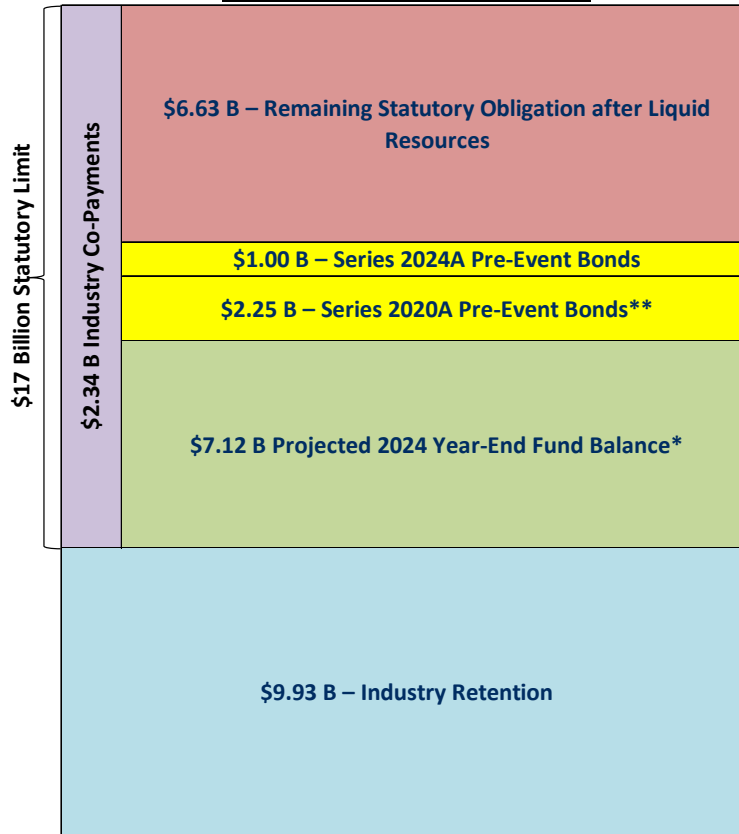 $17 Billion Statutory Limit
$2.34 B Industry Co-Payments
$6.63 B – Remaining Statutory Obligation after Liquid
Resources
$1.00 B – Series 2024A Pre-Event Bonds
$2.25 B – Series 2020A Pre-Event Bonds**
$7.12 B Projected 2024 Year-End Fund Balance*
$9.93 B – Industry Retention